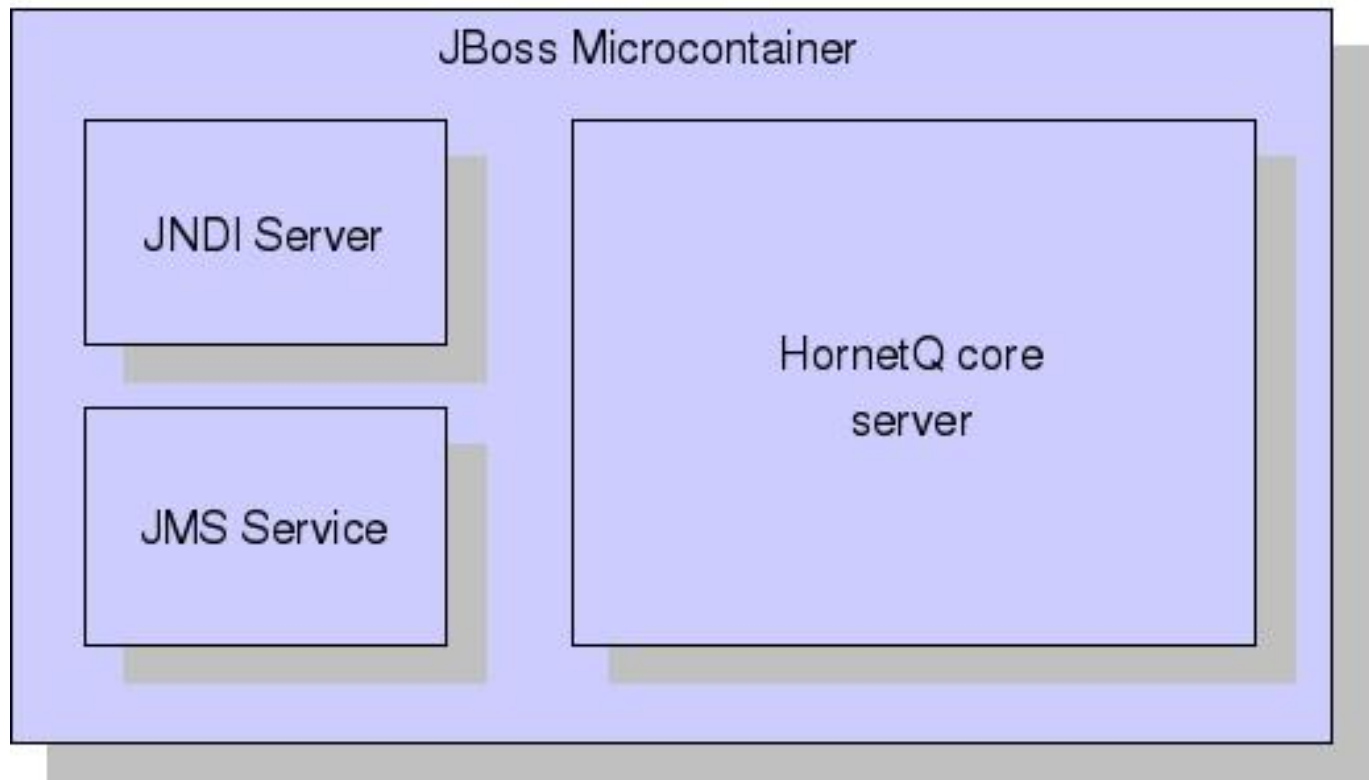 JBoss Microcontainer
JNDI Server
JMS Service
HornetQ core
server